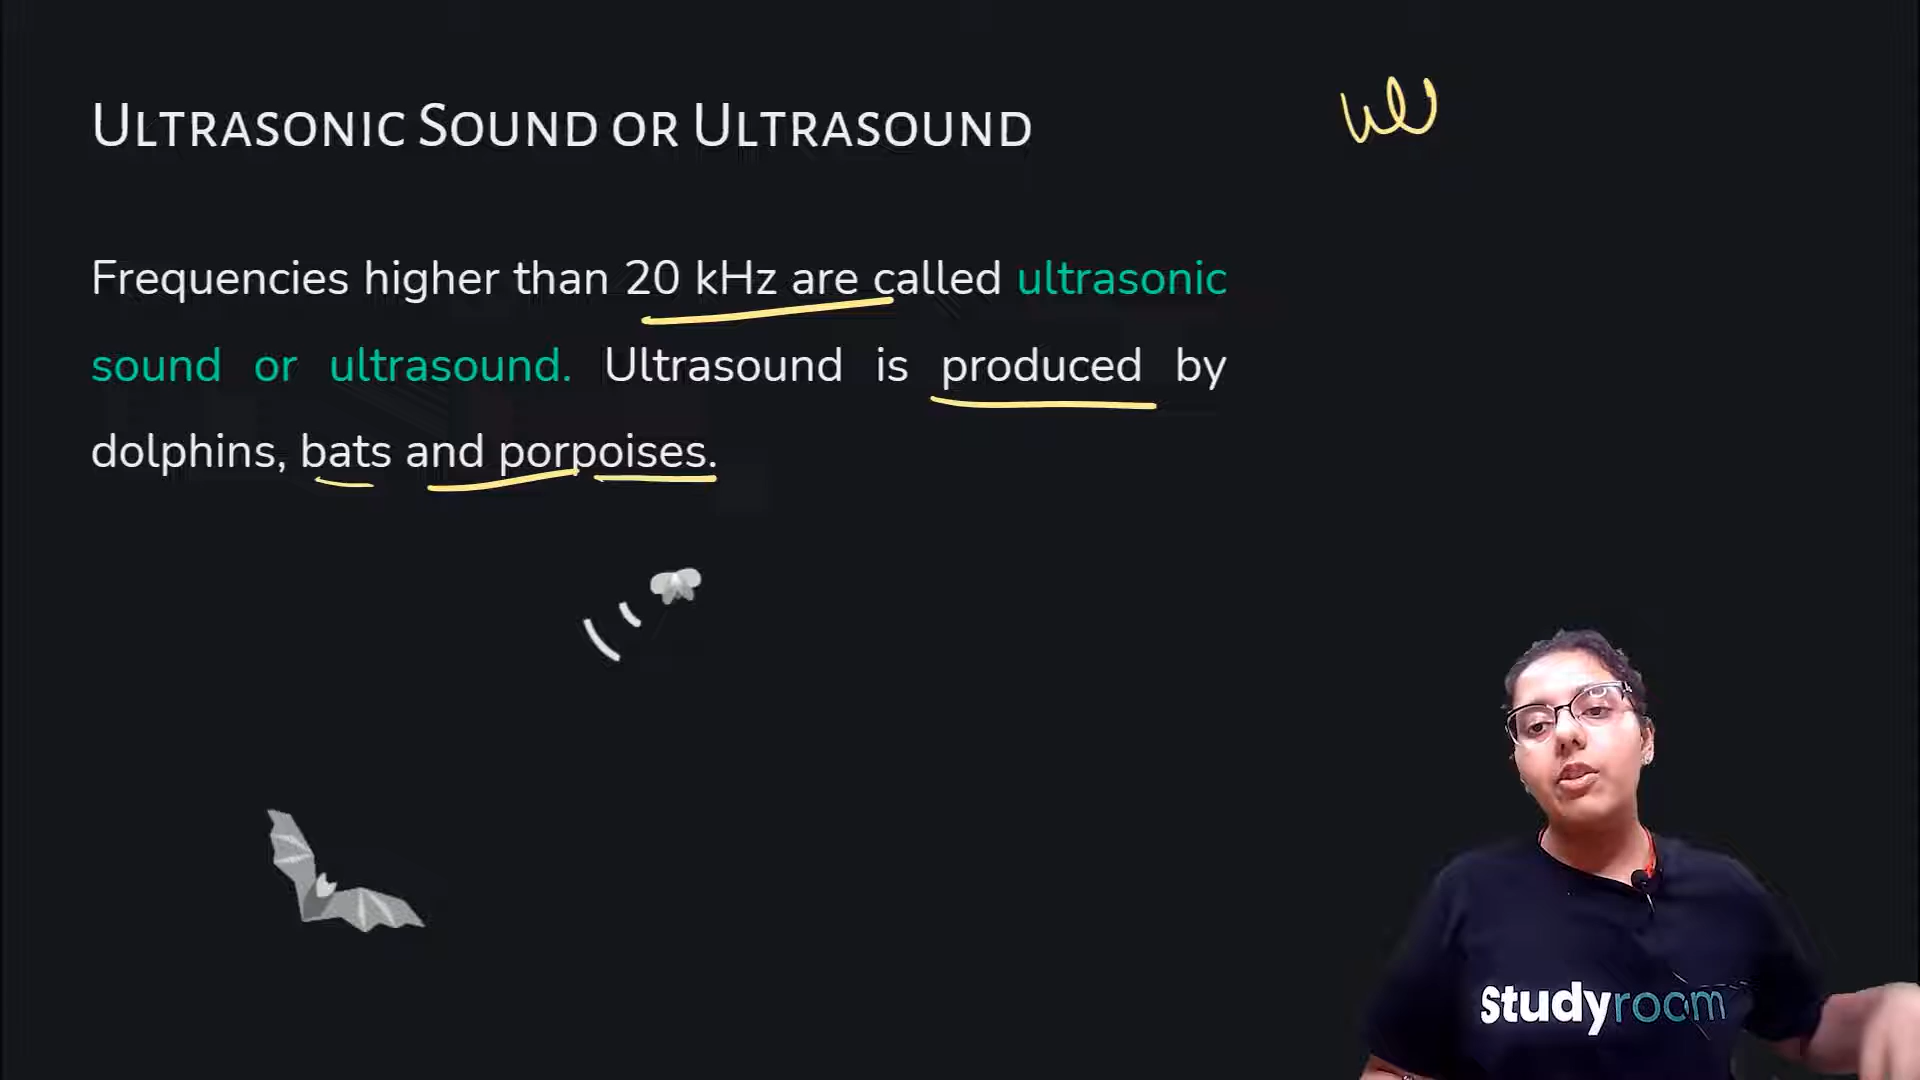 Ultrasonic Sound or Ultrasound
Frequencies higher than 20 kHz are called ultrasonic
sound or ultrasound. Ultrasound is produced by
dolphins, bats and porpoises.
Studyroom